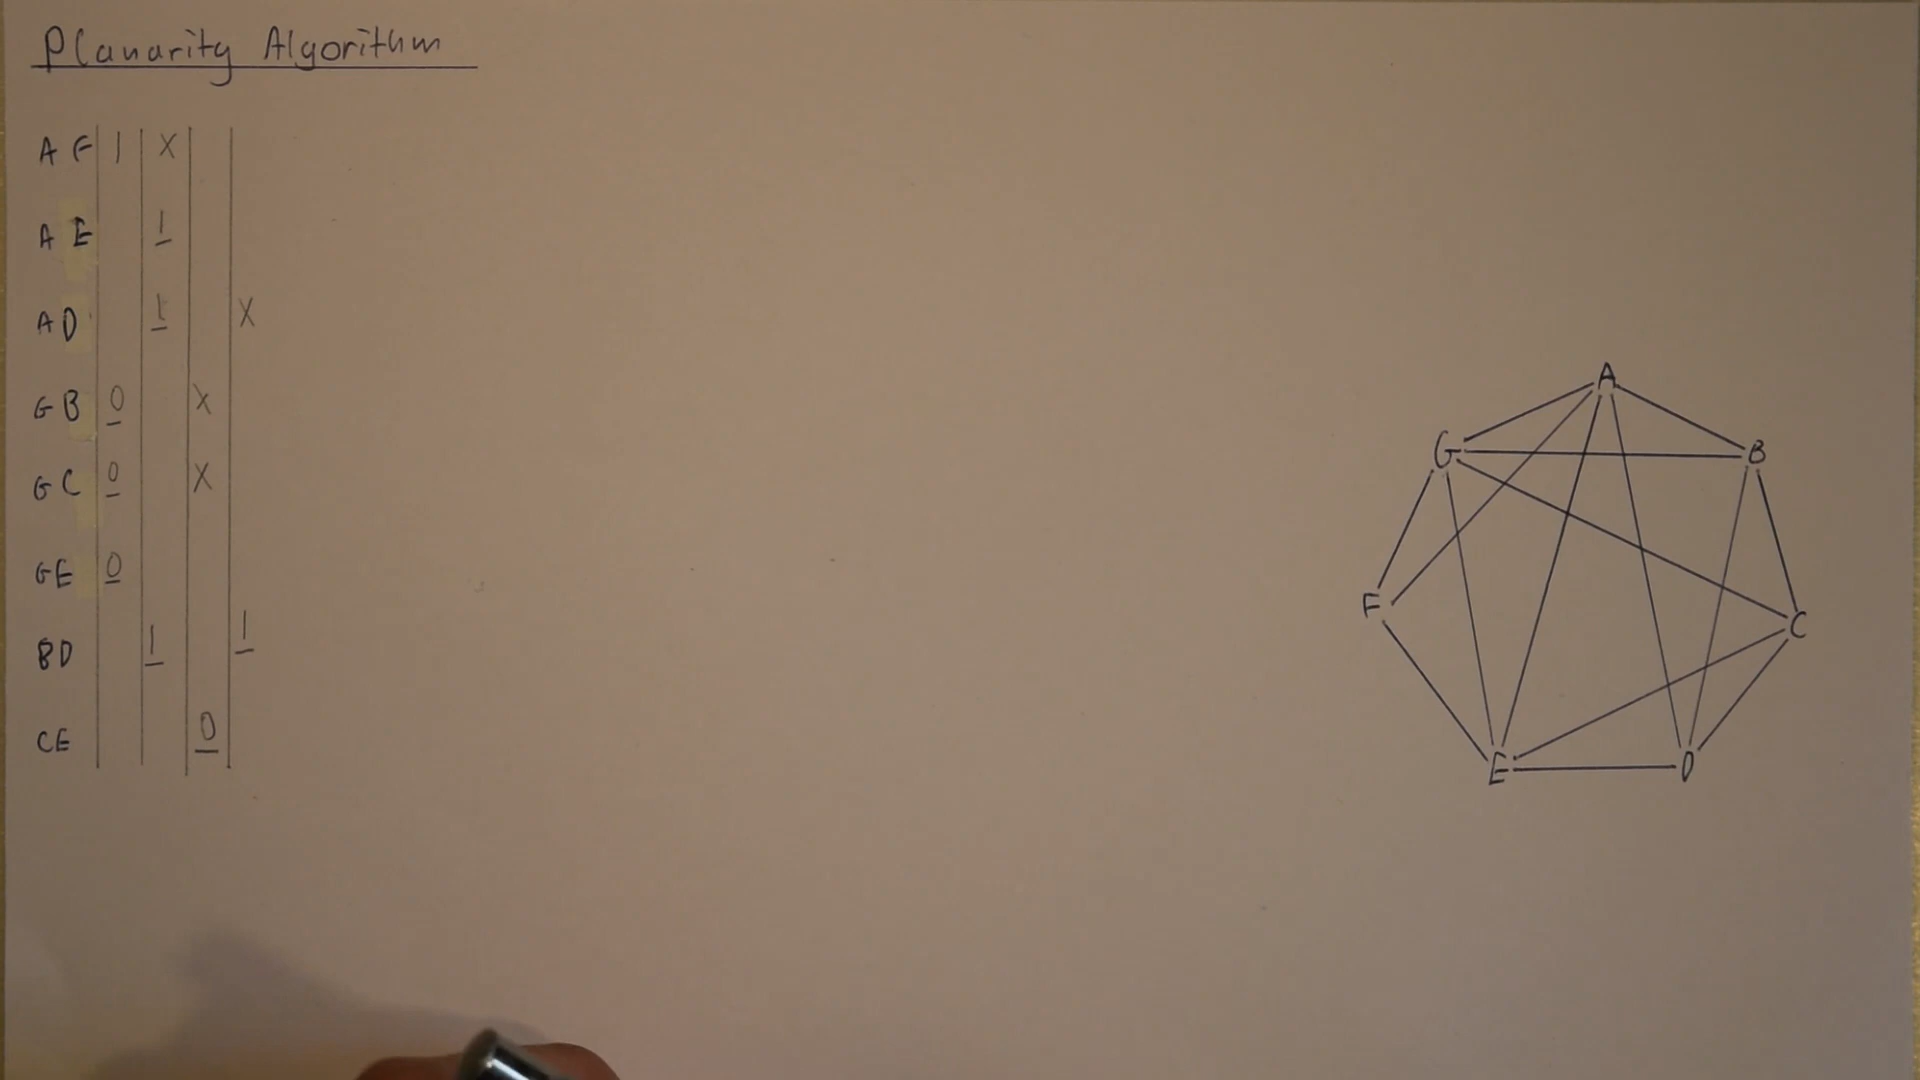 Planarity Algorithm
A F 1 X
A E 1
A D 1 X
G B 0 X
G C 0 X
G E 0
B D 1 1
C E 0
A
G B
F C
E D